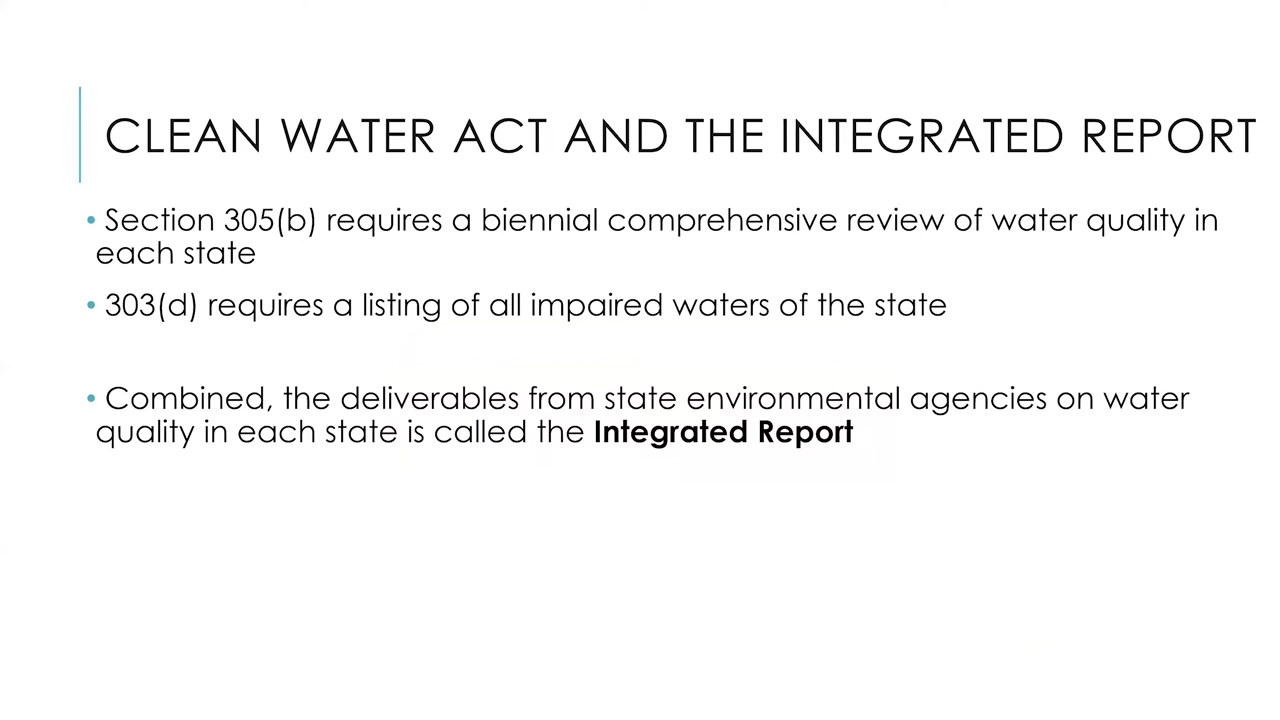 CLEAN WATER ACT AND THE INTEGRATED REPORT
• Section 305(b) requires a biennial comprehensive review of water quality in
each state
• 303(d) requires a listing of all impaired waters of the state
• Combined, the deliverables from state environmental agencies on water
quality in each state is called the Integrated Report